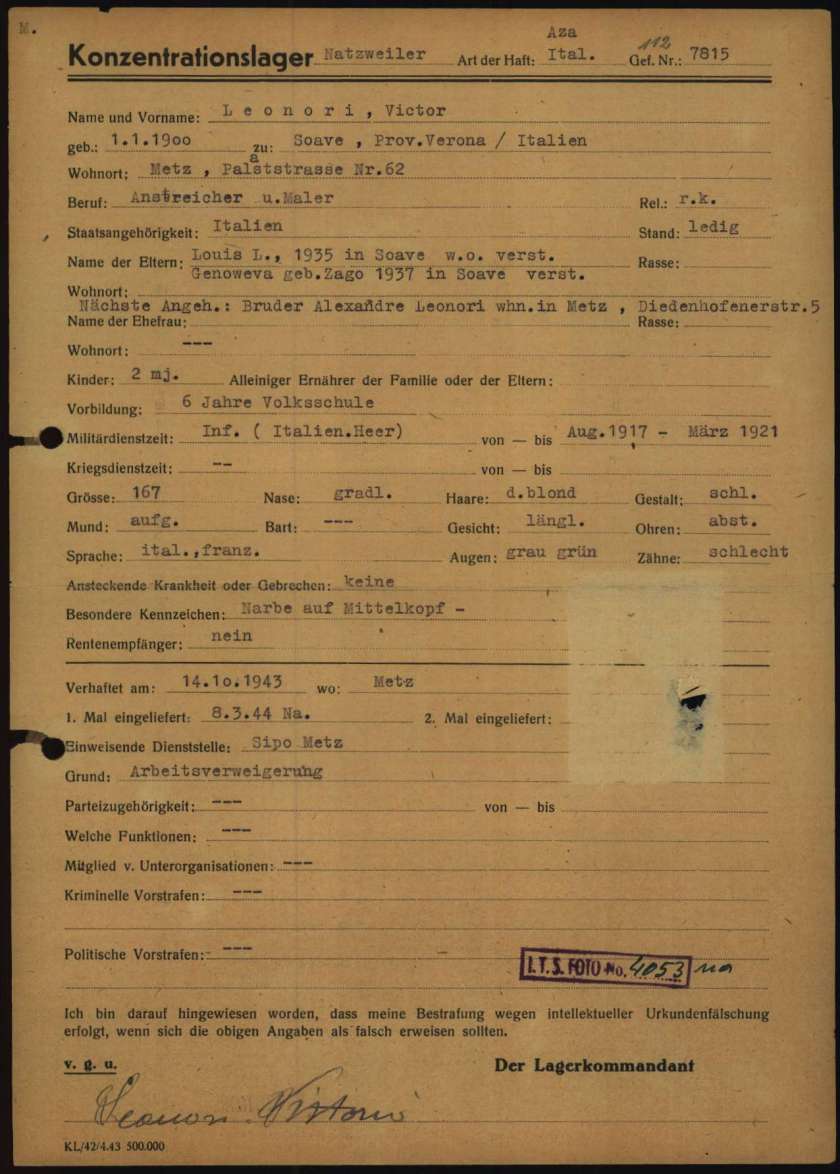 M.
Aza
Konzentrationslager Natzweiler Art der Haft: Ital. Gef. Nr.: 7815
112
Name und Vorname: Leonori, Victor
geb.: 1.1.19oo zu: Soave , Prov.Verona / Italien
a
Wohnort: Metz , Palststrasse Nr.62
Beruf: Anstreicher u.Maler Rel.: r.k.
Staatsangehörigkeit: Italien Stand: ledig
Name der Eltern: Louis L., 1935 in Soave w.o. verst. Rasse:
Genoweva geb.Zago 1937 in Soave verst.
Wohnort:
Nächste Angeh.: Bruder Alexandre Leonori whn.in Metz , Diedenhofenerstr.5
Name der Ehefrau: Rasse:
Wohnort: ---
Kinder: 2 mj. Alleiniger Ernährer der Familie oder der Eltern:
Vorbildung: 6 Jahre Volksschule
Militärdienstzeit: Inf. ( Italien.Heer) von — bis Aug.1917 - März 1921
Kriegsdienstzeit: -- von — bis
Grösse: 167 Nase: gradl. Haare: d.blond Gestalt: schl.
Mund: aufg. Bart: --- Gesicht: längl. Ohren: abst.
Sprache: ital.,franz. Augen: grau grün Zähne: schlecht
Ansteckende Krankheit oder Gebrechen: keine
Besondere Kennzeichen: Narbe auf Mittelkopf -
Rentenempfänger: nein
Verhaftet am: 14.1o.1943 wo: Metz
1. Mal eingeliefert: 8.3.44 Na. 2. Mal eingeliefert:
Einweisende Dienststelle: Sipo Metz
Grund: Arbeitsverweigerung
Parteizugehörigkeit: --- von — bis
Welche Funktionen: ---
Mitglied v. Unterorganisationen: ---
Kriminelle Vorstrafen: ---
Politische Vorstrafen: ---
I.T.S. FOTO No. 4053 na
Ich bin darauf hingewiesen worden, dass meine Bestrafung wegen intellektueller Urkundenfälschung
erfolgt, wenn sich die obigen Angaben als falsch erweisen sollten.
v. g. u. Der Lagerkommandant
Leonori Vittorio
KL/42/4.43 500.000